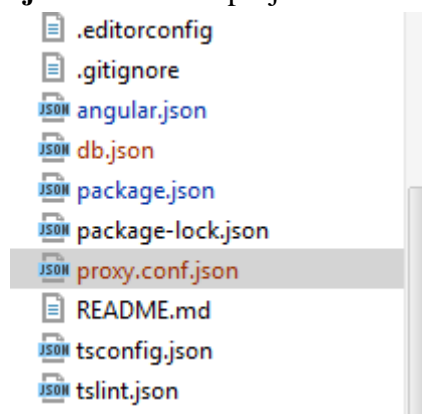 .editorconfig
.gitignore
JSON angular.json
JSON db.json
JSON package.json
JSON package-lock.json
JSON proxy.conf.json
README.md
JSON tsconfig.json
JSON tslint.json